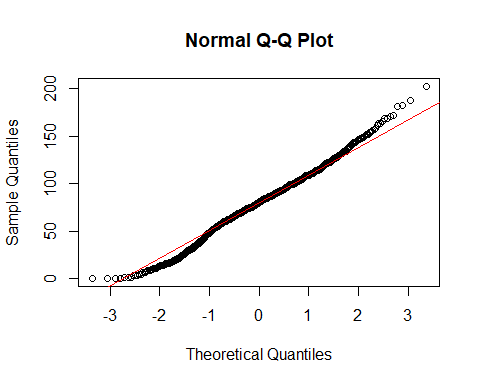 Normal Q-Q Plot
200
150
100
50
0
Sample Quantiles
-3 -2 -1 0 1 2 3
Theoretical Quantiles